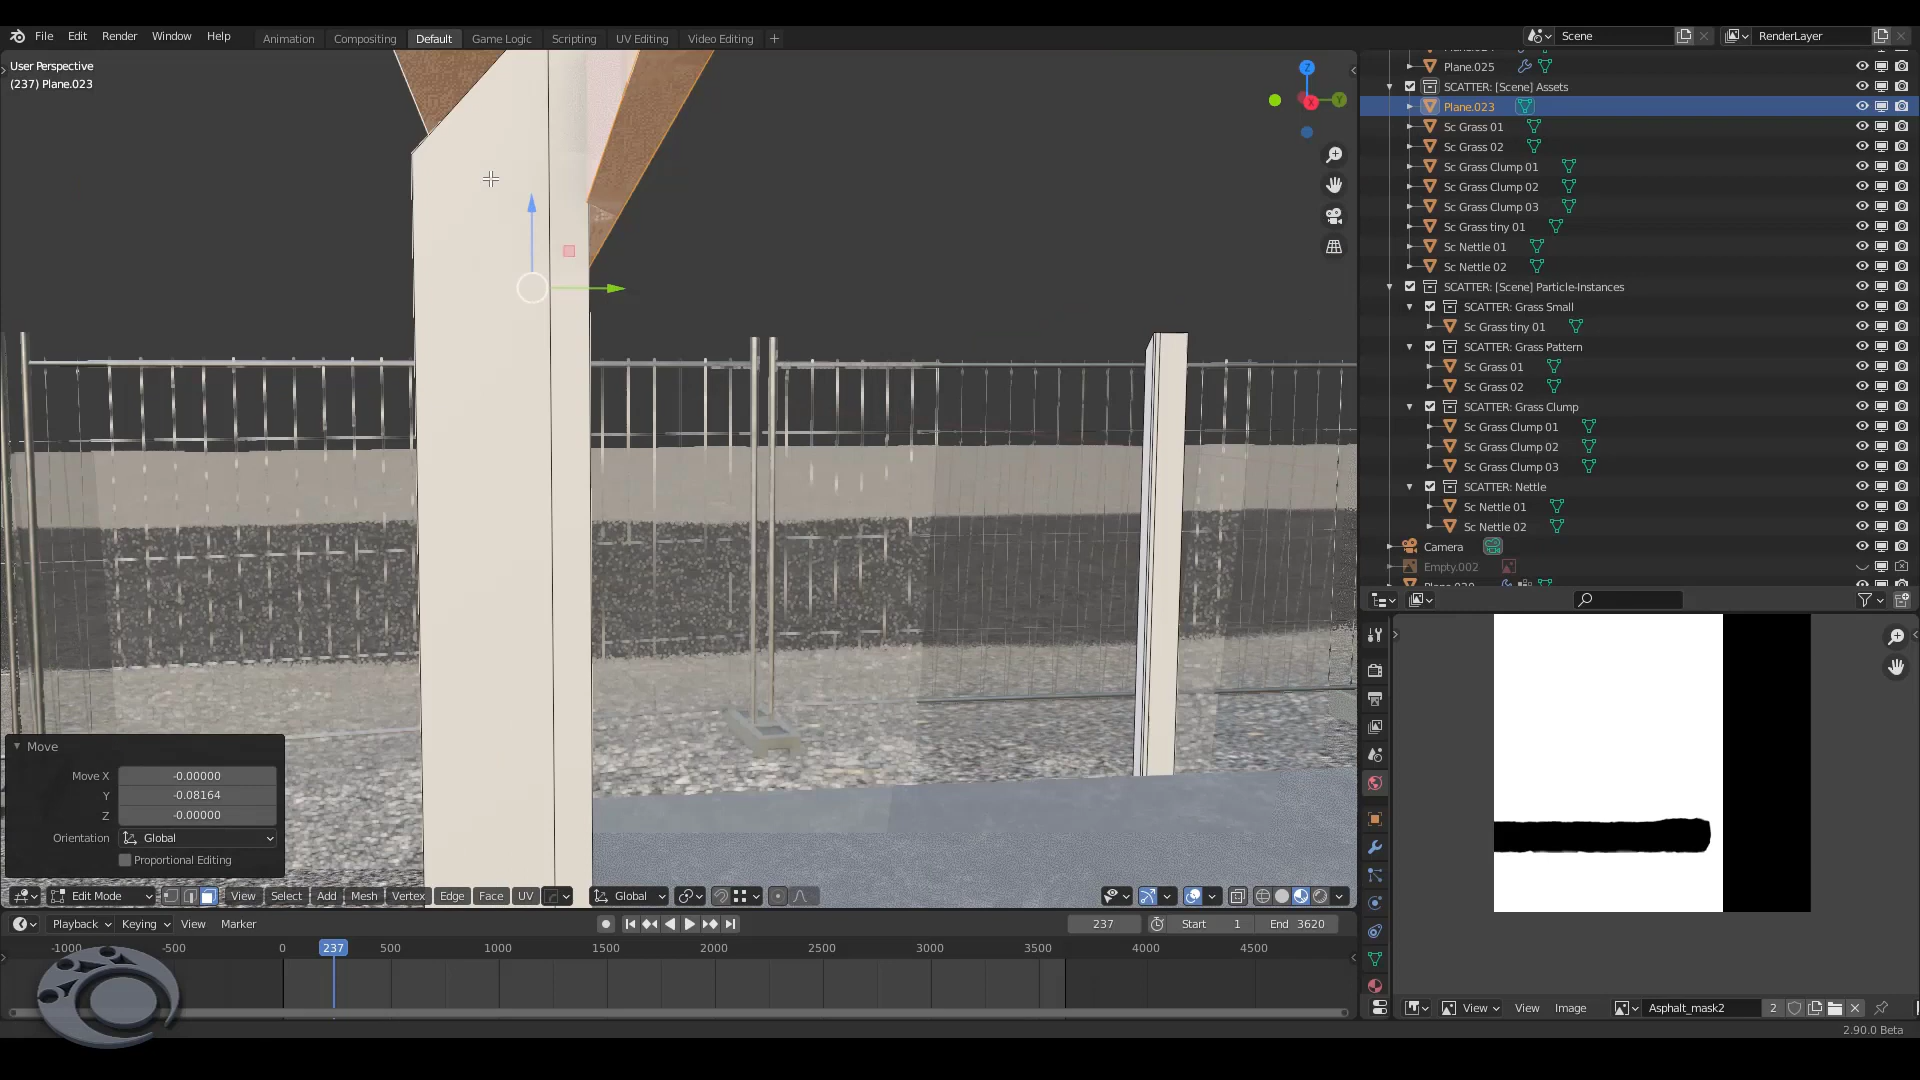 File Edit Render Window Help
Animation Compositing Default Game Logic Scripting UV Editing Video Editing
Scene
RenderLayer
User Perspective
(237) Plane.023
Z
Y
Plane.025
SCATTER: [Scene] Assets
Plane.023
Sc Grass 01
Sc Grass 02
Sc Grass Clump 01
Sc Grass Clump 02
Sc Grass Clump 03
Sc Grass tiny 01
Sc Nettle 01
Sc Nettle 02
SCATTER: [Scene] Particle-Instances
SCATTER: Grass Small
Sc Grass tiny 01
SCATTER: Grass Pattern
Sc Grass 01
Sc Grass 02
SCATTER: Grass Clump
Sc Grass Clump 01
Sc Grass Clump 02
Sc Grass Clump 03
SCATTER: Nettle
Sc Nettle 01
Sc Nettle 02
Camera
Empty.002
Move
Move X -0.00000
Y -0.08164
Z -0.00000
Orientation Global
Proportional Editing
Edit Mode View Select Add Mesh Vertex Edge Face UV Global
Playback Keying View Marker
237 Start 1 End 3620
-1000 -500 0 237 500 1000 1500 2000 2500 3000 3500 4000 4500
View View Image Asphalt_mask2 2
2.90.0 Beta